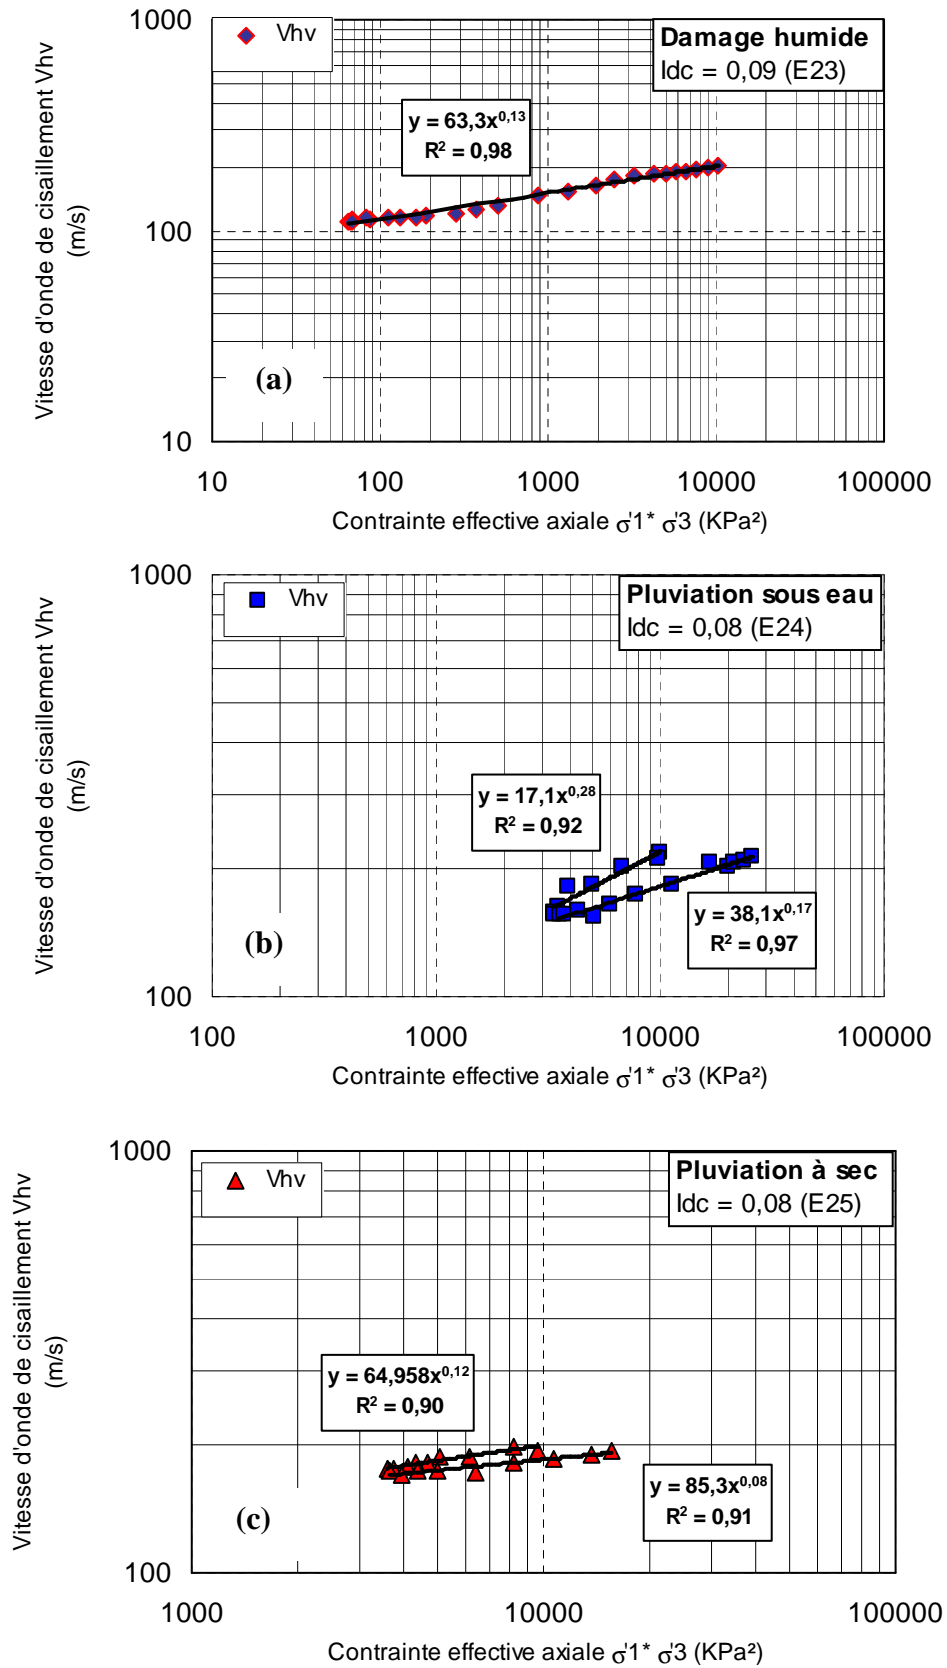 1000
Vhv
Damage humide
Idc = 0,09 (E23)
y = 63,3x^0,13
R² = 0,98
Vitesse d'onde de cisaillement Vhv
(m/s)
100
(a)
10
10 100 1000 10000 100000
Contrainte effective axiale σ'1* σ'3 (KPa²)
1000
Vhv
Pluviation sous eau
Idc = 0,08 (E24)
Vitesse d'onde de cisaillement Vhv
(m/s)
y = 17,1x^0,28
R² = 0,92
y = 38,1x^0,17
R² = 0,97
(b)
100
100 1000 10000 100000
Contrainte effective axiale σ'1* σ'3 (KPa²)
1000
Vhv
Pluviation à sec
Idc = 0,08 (E25)
Vitesse d'onde de cisaillement Vhv
(m/s)
y = 64,958x^0,12
R² = 0,90
y = 85,3x^0,08
R² = 0,91
(c)
100
1000 10000 100000
Contrainte effective axiale σ'1* σ'3 (KPa²)